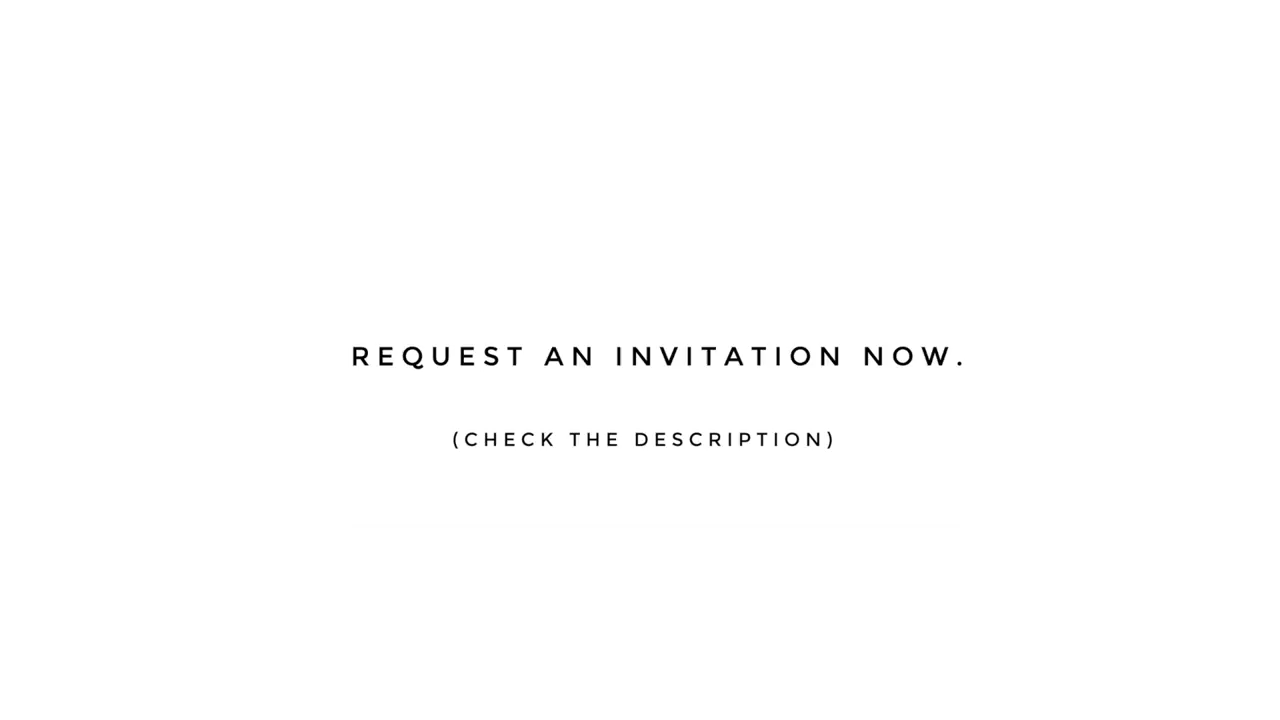 REQUEST AN INVITATION NOW.
(CHECK THE DESCRIPTION)